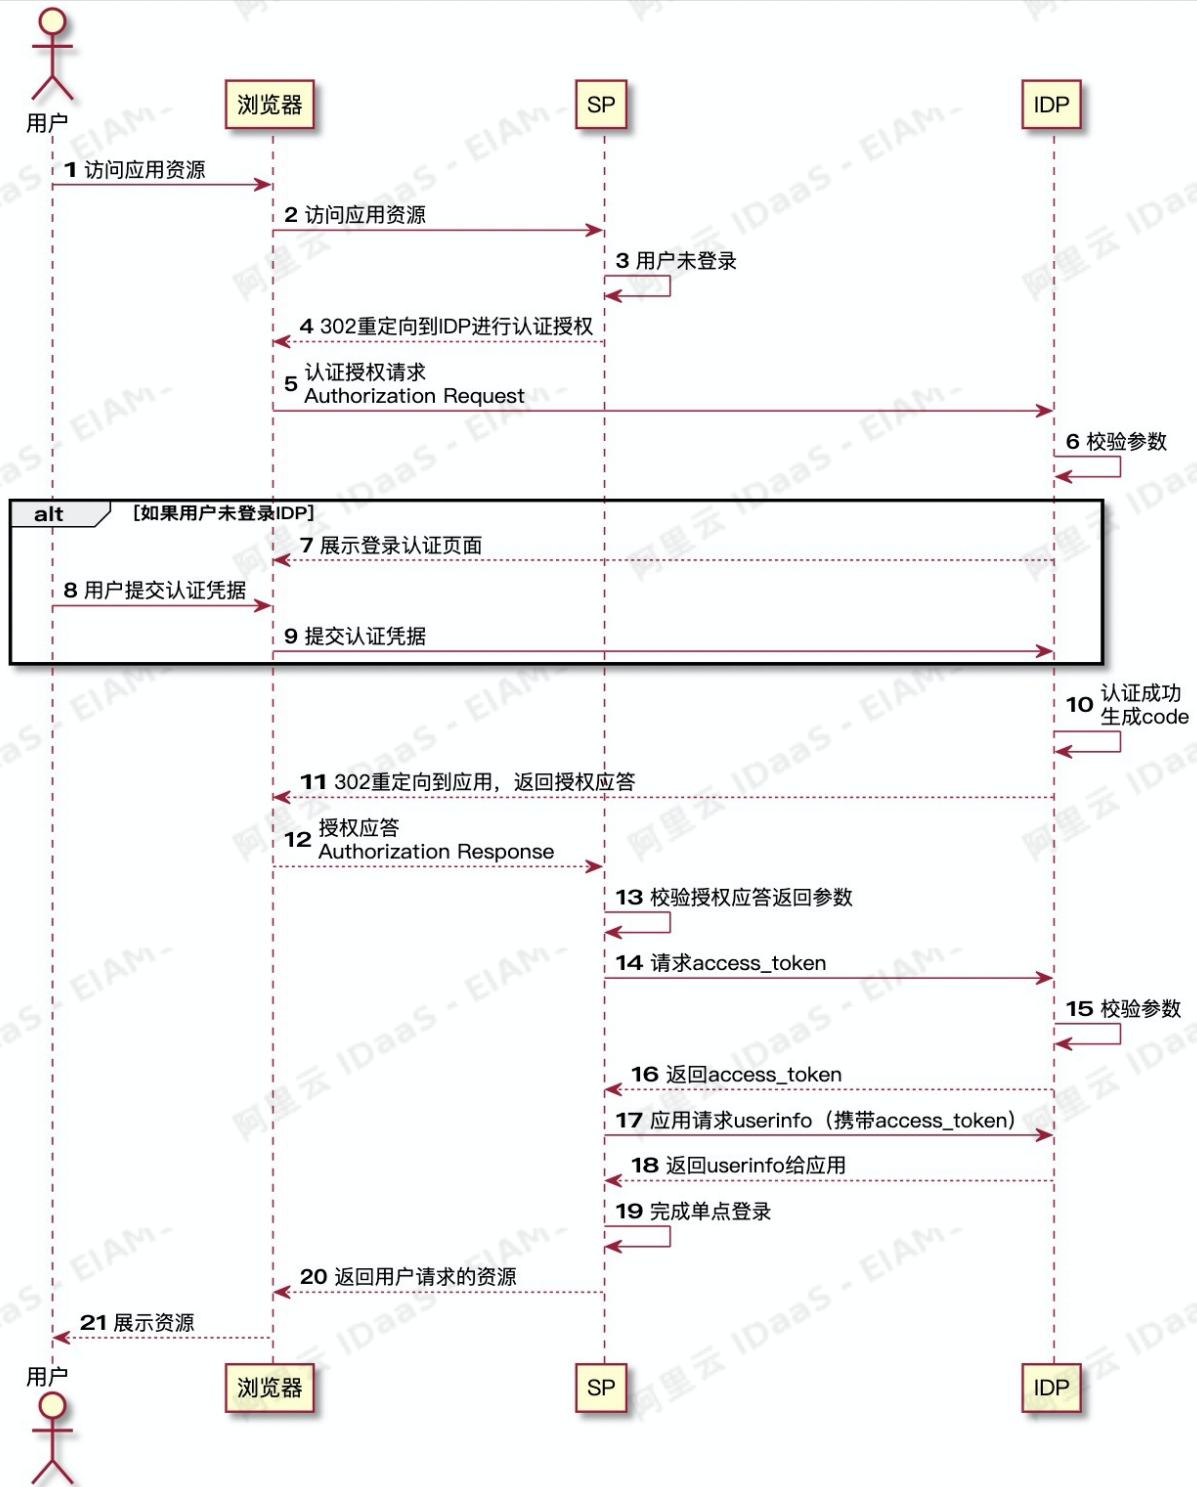 用户
浏览器
SP
IDP
1 访问应用资源
2 访问应用资源
3 用户未登录
4 302重定向到IDP进行认证授权
5 认证授权请求
Authorization Request
6 校验参数
alt [如果用户未登录IDP]
7 展示登录认证页面
8 用户提交认证凭据
9 提交认证凭据
10 认证成功
生成code
11 302重定向到应用，返回授权应答
12 授权应答
Authorization Response
13 校验授权应答返回参数
14 请求access_token
15 校验参数
16 返回access_token
17 应用请求userinfo（携带access_token）
18 返回userinfo给应用
19 完成单点登录
20 返回用户请求的资源
21 展示资源
用户
浏览器
SP
IDP
阿里云 IDaaS - EIAM-